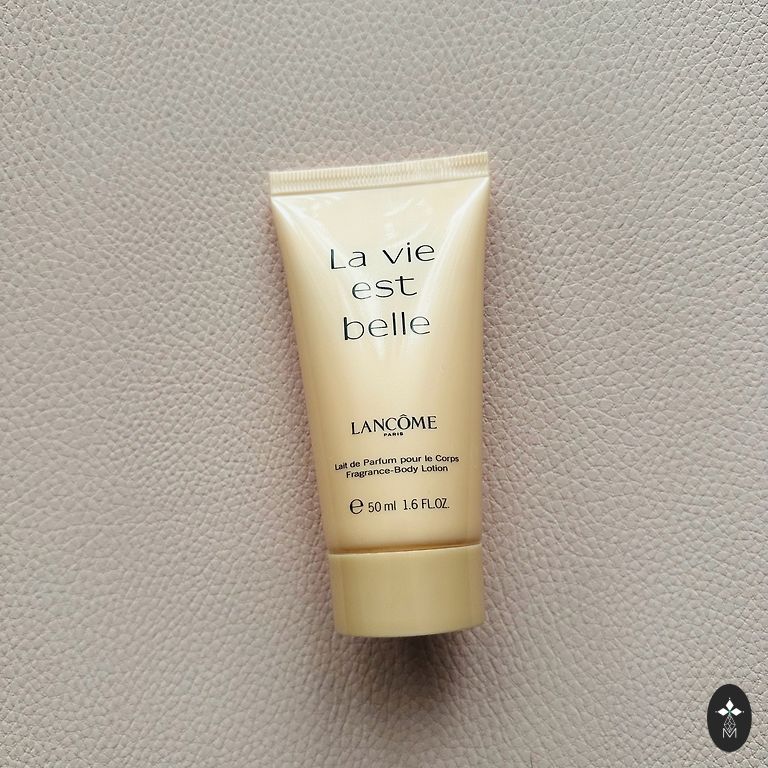 La vie
est
belle
LANCÔME
PARIS
Lait de Parfum pour le Corps
Fragrance-Body Lotion
℮ 50 ml 1.6 FL.OZ.
M